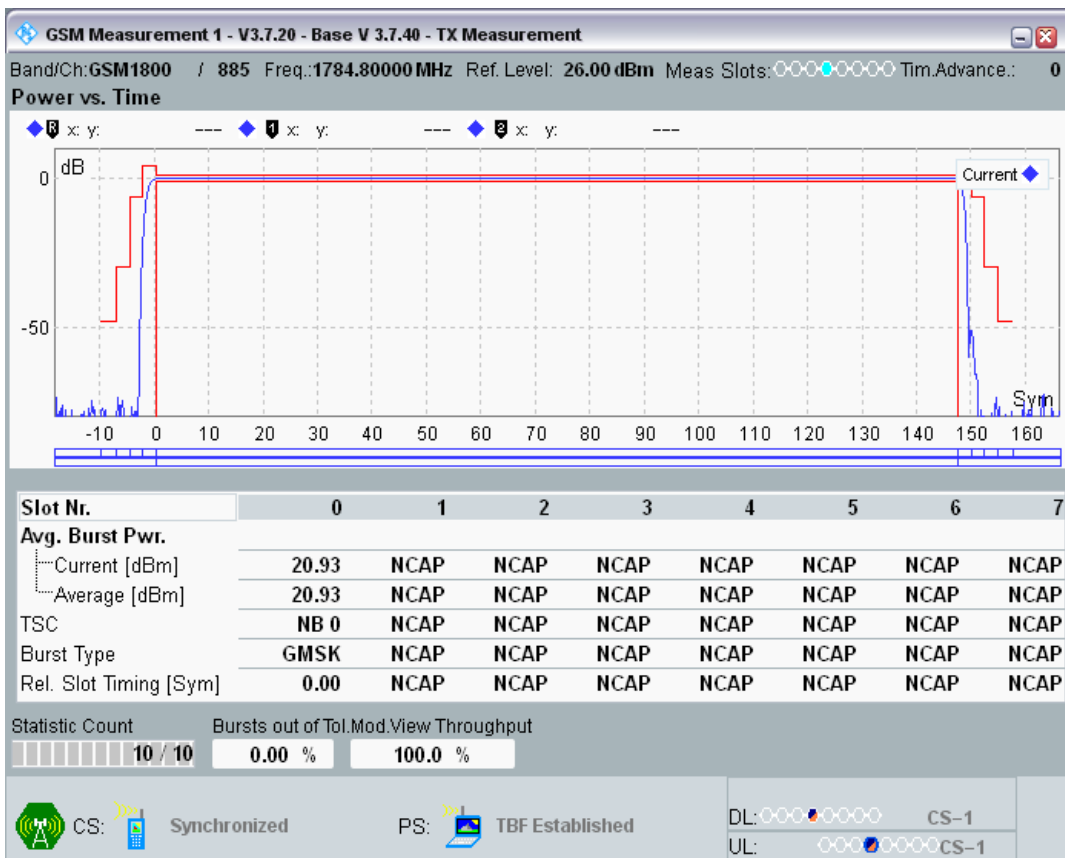 GSM Measurement 1 - V3.7.20 - Base V 3.7.40 - TX Measurement
Band/Ch:GSM1800 / 885 Freq.:1784.80000 MHz Ref. Level: 26.00 dBm Meas Slots: Tim.Advance.: 0
Power vs. Time
R x: y: --- 1 x: y: --- 2 x: y: ---
dB
Current
0
-50
Sym
-10 0 10 20 30 40 50 60 70 80 90 100 110 120 130 140 150 160
Slot Nr. 0 1 2 3 4 5 6 7
Avg. Burst Pwr.
Current [dBm] 20.93 NCAP NCAP NCAP NCAP NCAP NCAP NCAP
Average [dBm] 20.93 NCAP NCAP NCAP NCAP NCAP NCAP NCAP
TSC NB 0 NCAP NCAP NCAP NCAP NCAP NCAP NCAP
Burst Type GMSK NCAP NCAP NCAP NCAP NCAP NCAP NCAP
Rel. Slot Timing [Sym] 0.00 NCAP NCAP NCAP NCAP NCAP NCAP NCAP
Statistic Count Bursts out of Tol.Mod.View Throughput
10 / 10 0.00 % 100.0 %
CS: Synchronized PS: TBF Established
DL: CS-1
UL: CS-1